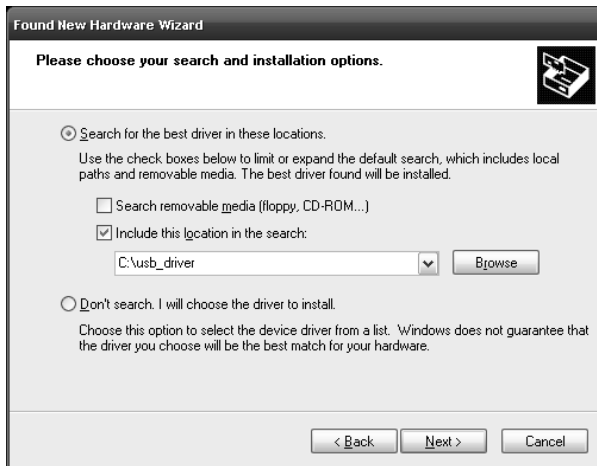 Found New Hardware Wizard
Please choose your search and installation options.
Search for the best driver in these locations.
Use the check boxes below to limit or expand the default search, which includes local
paths and removable media. The best driver found will be installed.
Search removable media (floppy, CD-ROM...)
Include this location in the search:
C:\usb_driver
Browse
Don't search. I will choose the driver to install.
Choose this option to select the device driver from a list. Windows does not guarantee that
the driver you choose will be the best match for your hardware.
< Back Next > Cancel